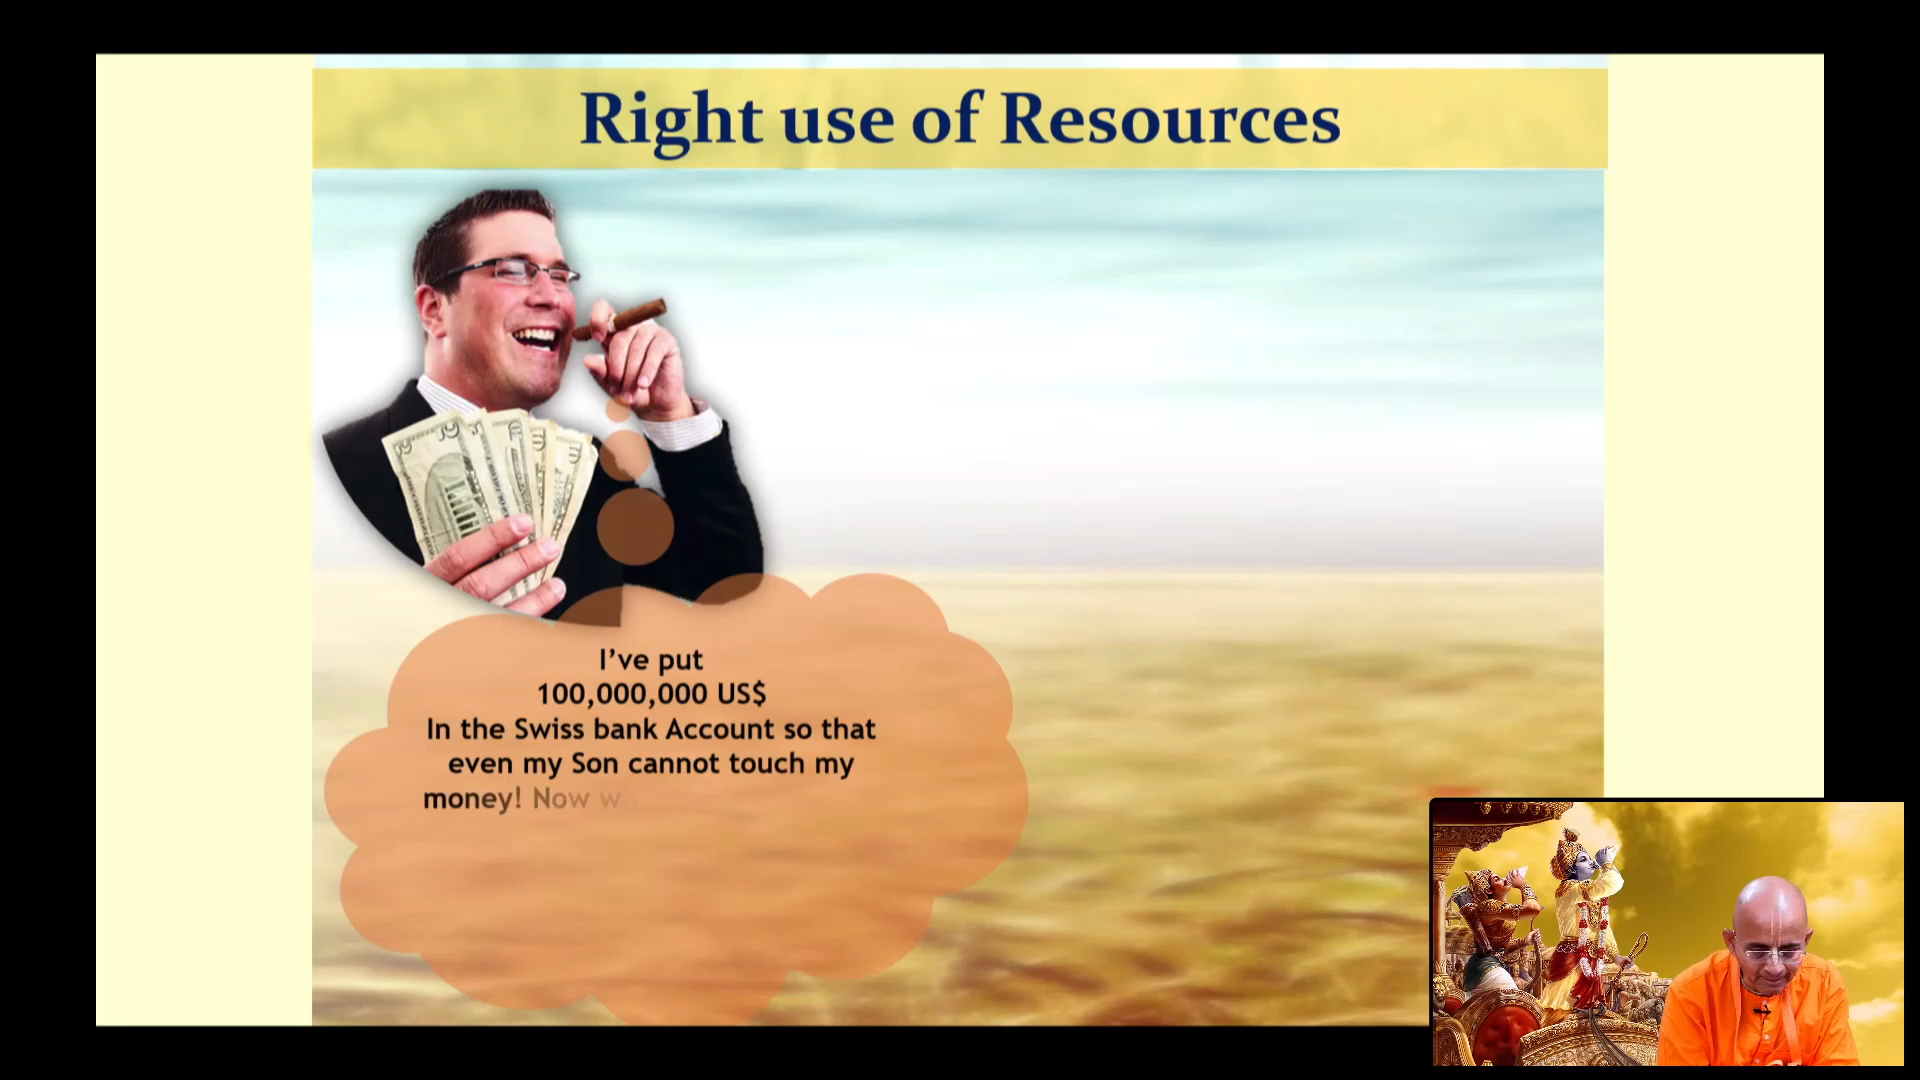 Right use of Resources
I've put
100,000,000 US$
In the Swiss bank Account so that
even my Son cannot touch my
money! Now